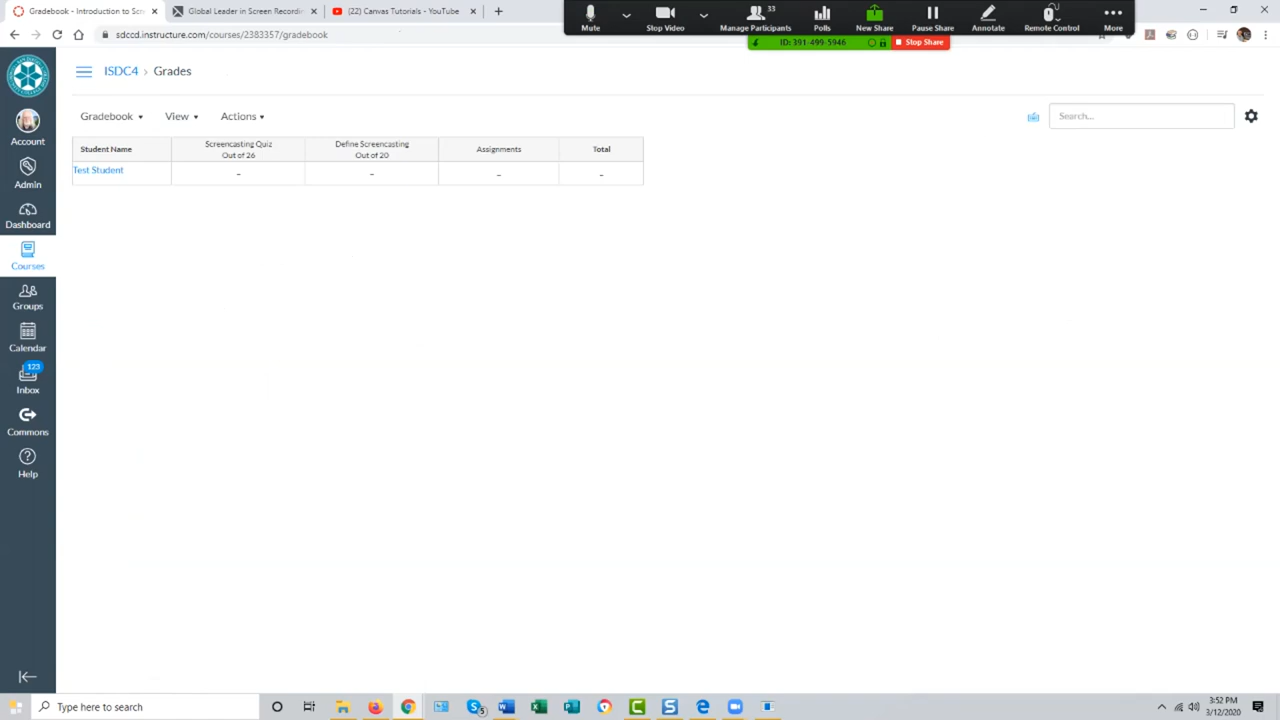 Gradebook - Introduction to Scr
Global Leader in Screen Recordin
(22) Canvas Tutorials - YouTube
sdccd.instructure.com/courses/2383357/gradebook
Mute
Stop Video
33
Manage Participants
Polls
New Share
Pause Share
Annotate
Remote Control
More
ID: 391-499-5946
Stop Share
ISDC4 › Grades
Account
Admin
Dashboard
Courses
Groups
Calendar
123
Inbox
Commons
Help
Gradebook
View
Actions
Search...
Student Name
Screencasting Quiz
Out of 26
Define Screencasting
Out of 20
Assignments
Total
Test Student
-
-
-
-
Type here to search
5
3:52 PM
3/12/2020